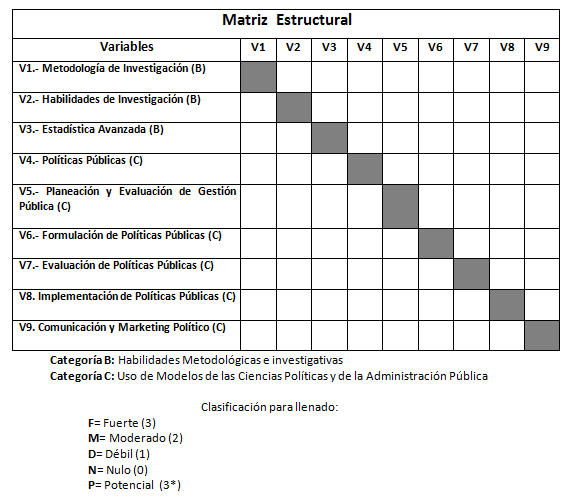 Matriz Estructural
Variables V1 V2 V3 V4 V5 V6 V7 V8 V9
V1.- Metodología de Investigación (B)
V2.- Habilidades de Investigación (B)
V3.- Estadística Avanzada (B)
V4.- Políticas Públicas (C)
V5.- Planeación y Evaluación de Gestión
Pública (C)
V6.- Formulación de Políticas Públicas (C)
V7.- Evaluación de Políticas Públicas (C)
V8. Implementación de Políticas Públicas (C)
V9. Comunicación y Marketing Político (C)
Categoría B: Habilidades Metodológicas e investigativas
Categoría C: Uso de Modelos de las Ciencias Políticas y de la Administración Pública
Clasificación para llenado:
F= Fuerte (3)
M= Moderado (2)
D= Débil (1)
N= Nulo (0)
P= Potencial (3*)